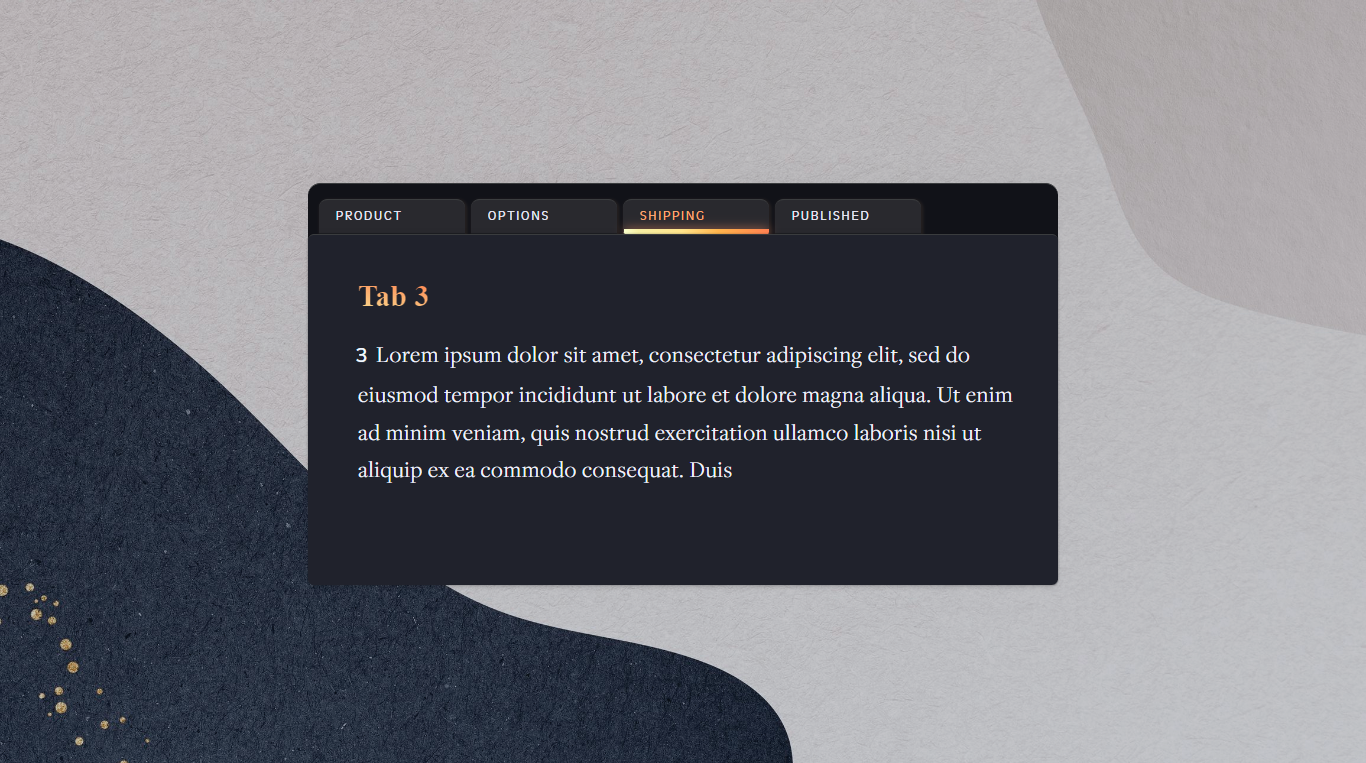 PRODUCT OPTIONS SHIPPING PUBLISHED
Tab 3
3 Lorem ipsum dolor sit amet, consectetur adipiscing elit, sed do
eiusmod tempor incididunt ut labore et dolore magna aliqua. Ut enim
ad minim veniam, quis nostrud exercitation ullamco laboris nisi ut
aliquip ex ea commodo consequat. Duis